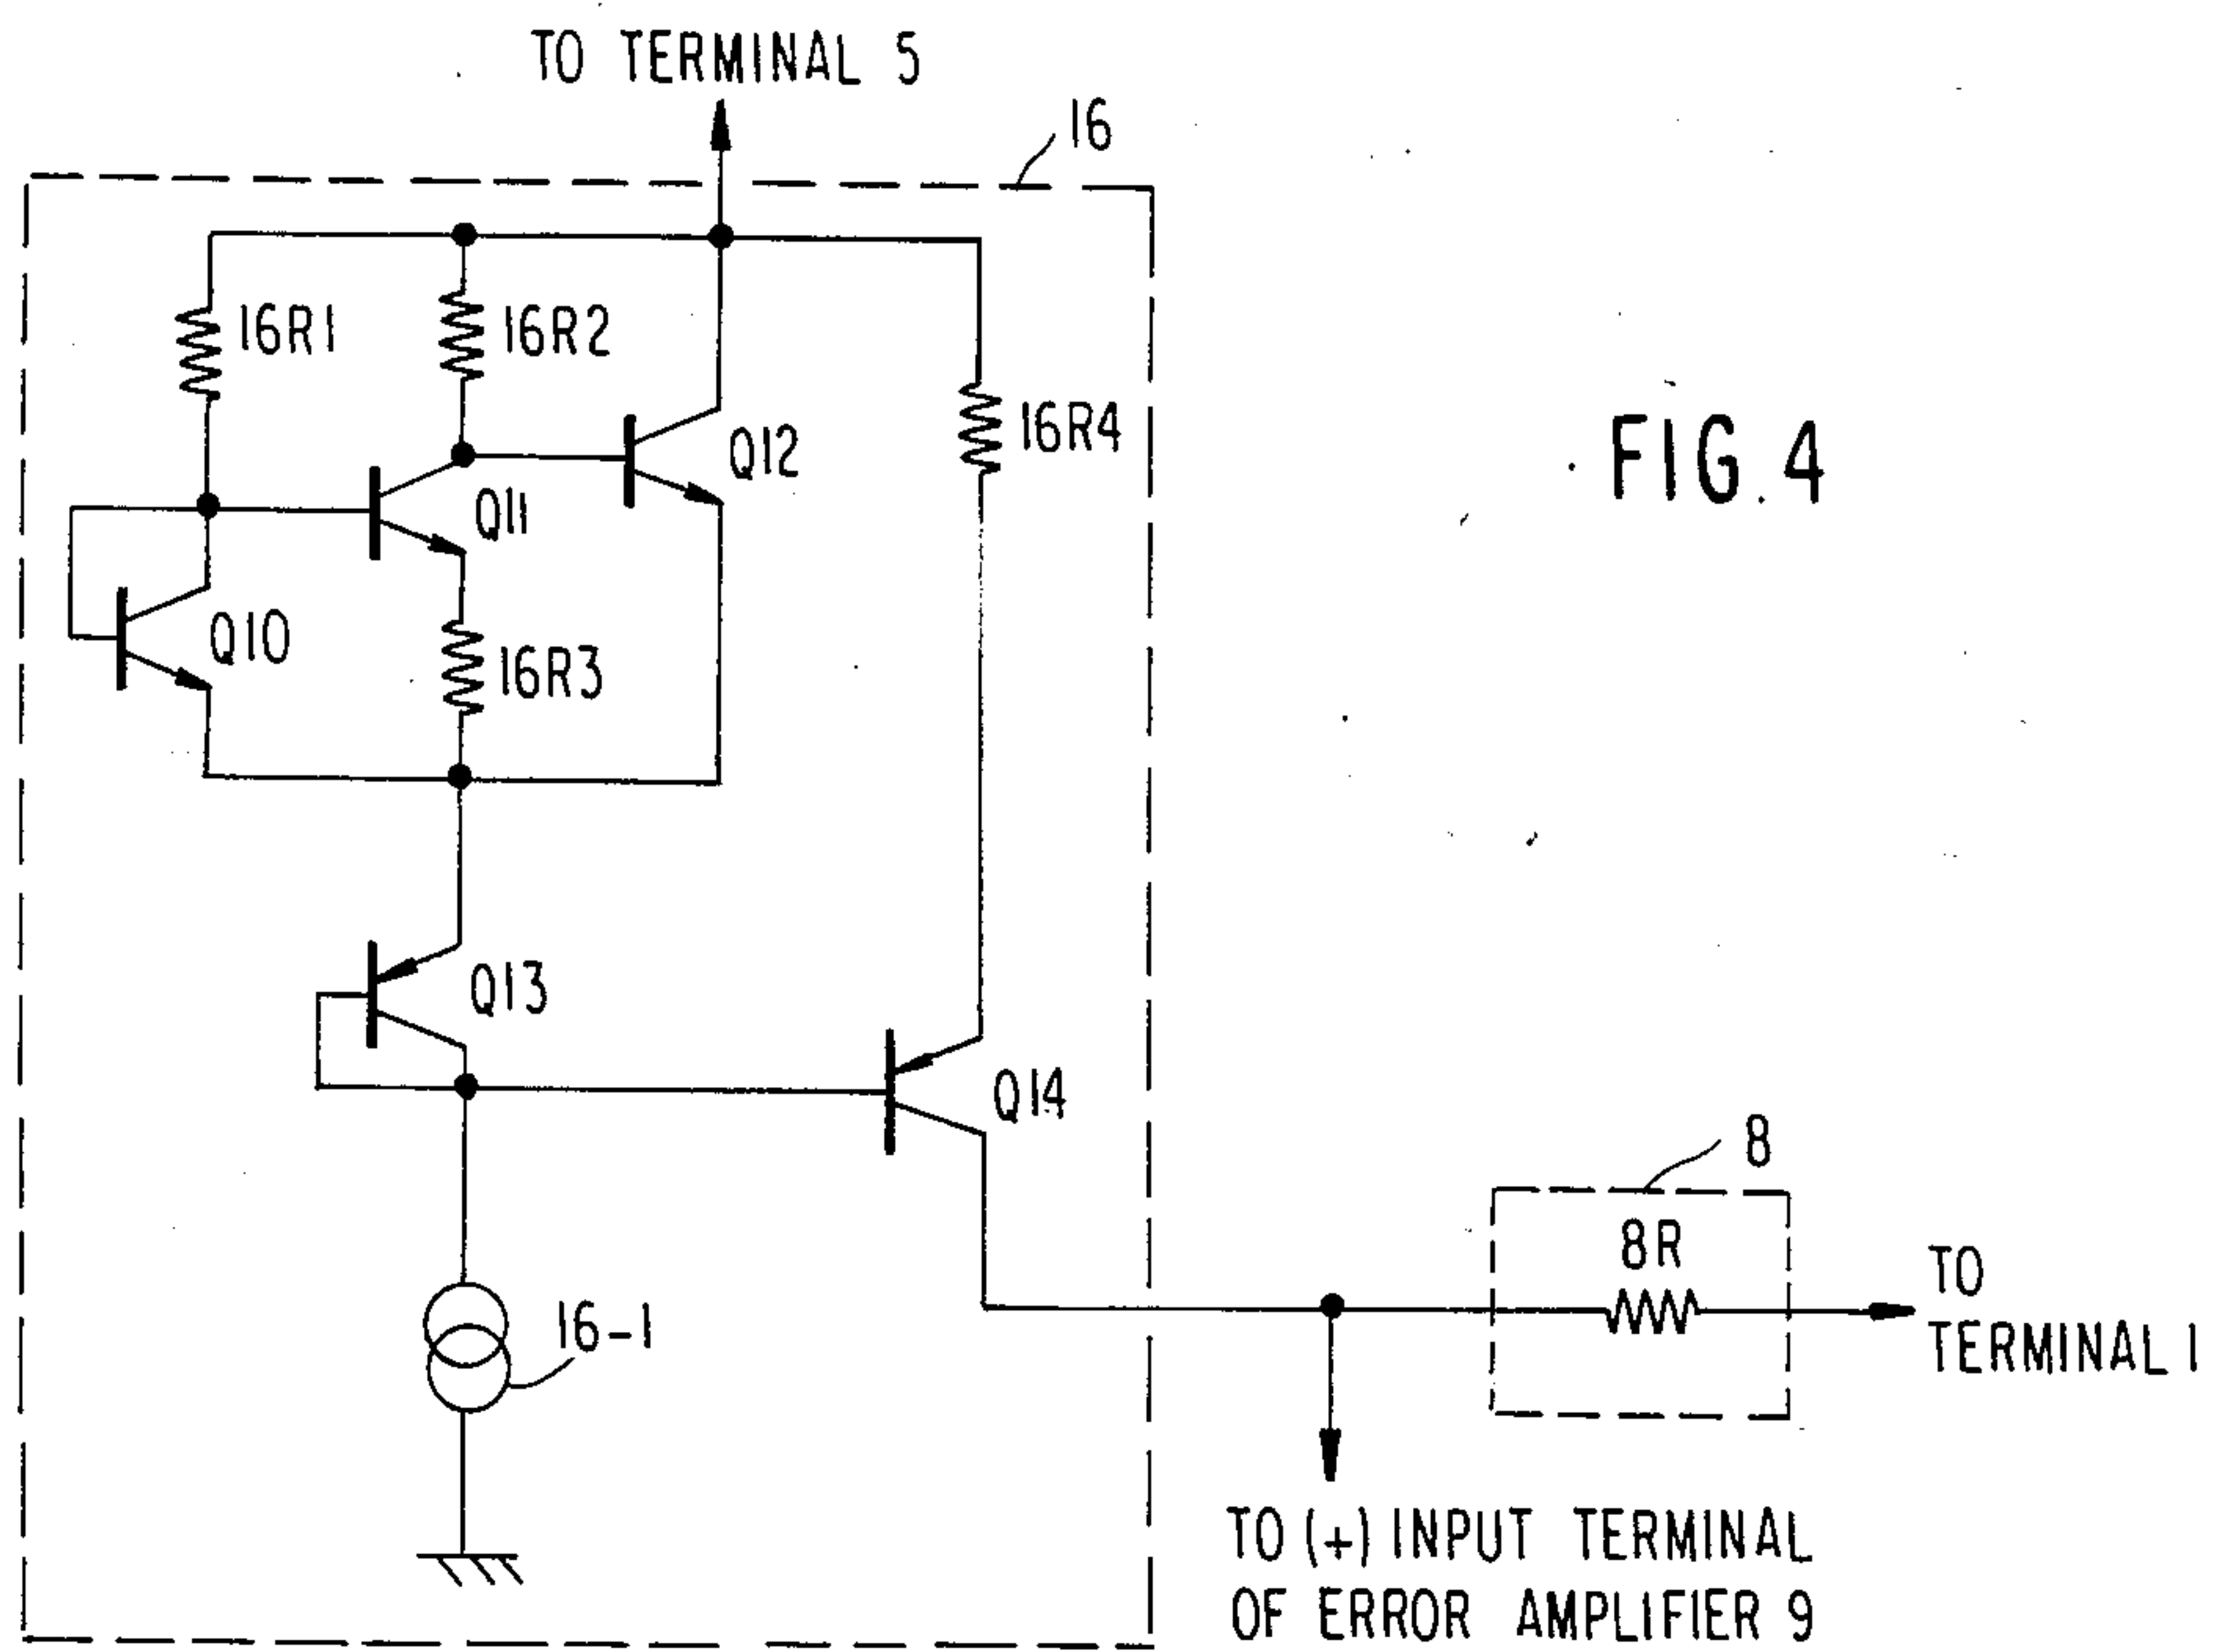 TO TERMINAL 5
16
16R1
16R2
16R4
Q12
Q11
FIG. 4
Q10
16R3
Q13
Q14
8
8R
16-1
TO
TERMINAL 1
TO (+) INPUT TERMINAL
OF ERROR AMPLIFIER 9